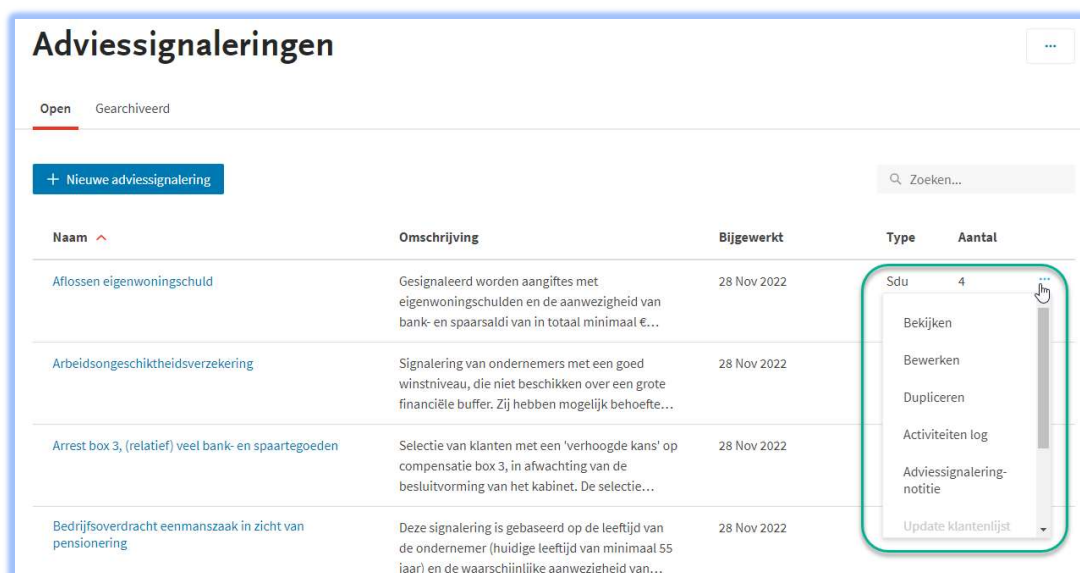 Adviessignaleringen
...
Open Gearchiveerd
+ Nieuwe adviessignalering
Zoeken...
Naam Omschrijving Bijgewerkt Type Aantal
Aflossen eigenwoningschuld Gesignaleerd worden aangiftes met 28 Nov 2022 Sdu 4 ...
eigenwoningschulden en de aanwezigheid van
bank- en spaarsaldi van in totaal minimaal €...
Bekijken
Bewerken
Dupliceren
Activiteiten log
Adviessignalering-
notitie
Update klantenlijst
Arbeidsongeschiktheidsverzekering Signalering van ondernemers met een goed 28 Nov 2022
winstniveau, die niet beschikken over een grote
financiële buffer. Zij hebben mogelijk behoefte...
Arrest box 3, (relatief) veel bank- en spaartegoeden Selectie van klanten met een 'verhoogde kans' op 28 Nov 2022
compensatie box 3, in afwachting van de
besluitvorming van het kabinet. De selectie...
Bedrijfsoverdracht eenmanszaak in zicht van Deze signalering is gebaseerd op de leeftijd van 28 Nov 2022
pensionering de ondernemer (huidige leeftijd van minimaal 55
jaar) en de waarschijnlijke aanwezigheid van...